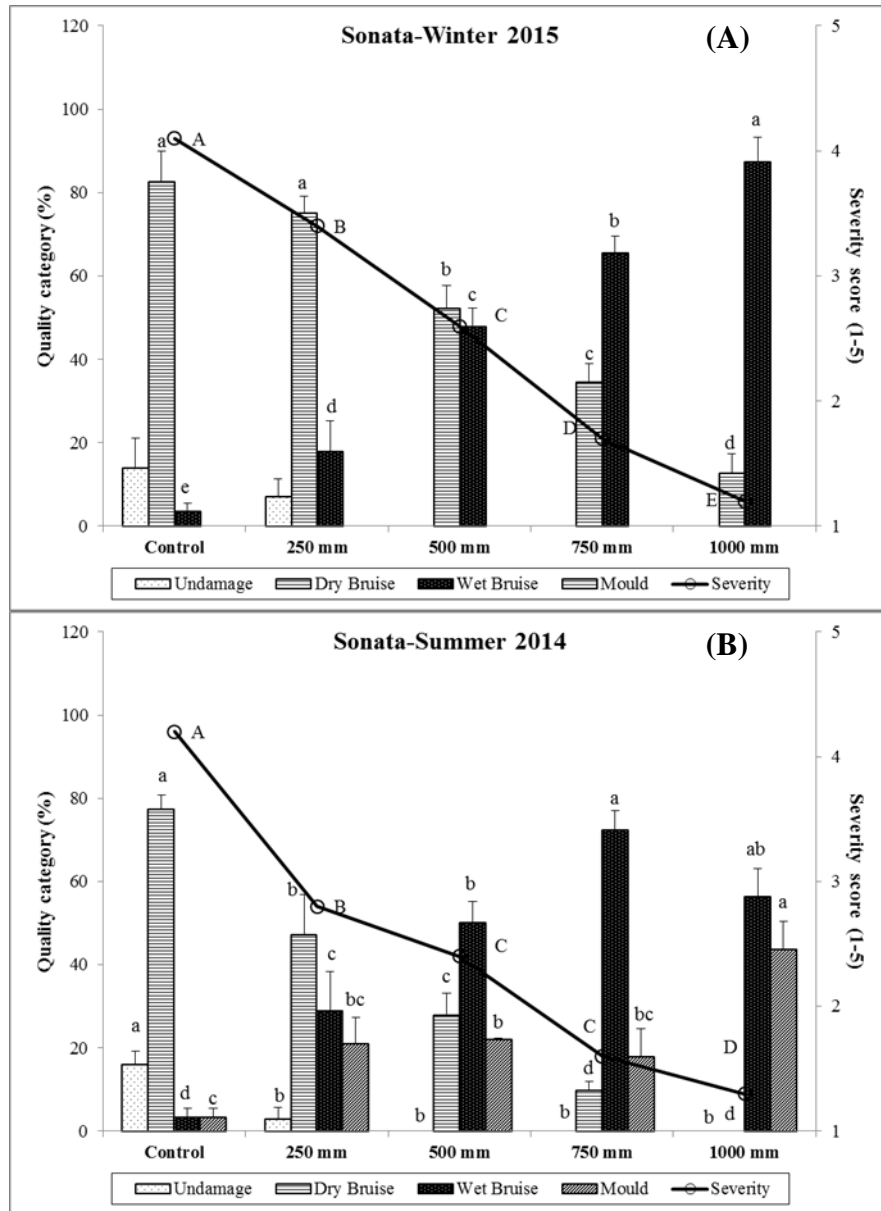 Sonata-Winter 2015
(A)
Quality category (%)
120
100
80
60
40
20
0
Severity score (1-5)
5
4
3
2
1
a
A
e
a
B
d
b
c
C
b
c
D
a
d
E
Control
250 mm
500 mm
750 mm
1000 mm
Undamage
Dry Bruise
Wet Bruise
Mould
Severity
Sonata-Summer 2014
(B)
Quality category (%)
120
100
80
60
40
20
0
Severity score (1-5)
5
4
3
2
1
a
a
A
d
c
b
b
B
c
bc
b
c
b
C
b
b
d
a
C
bc
b
d
D
ab
a
Control
250 mm
500 mm
750 mm
1000 mm
Undamage
Dry Bruise
Wet Bruise
Mould
Severity